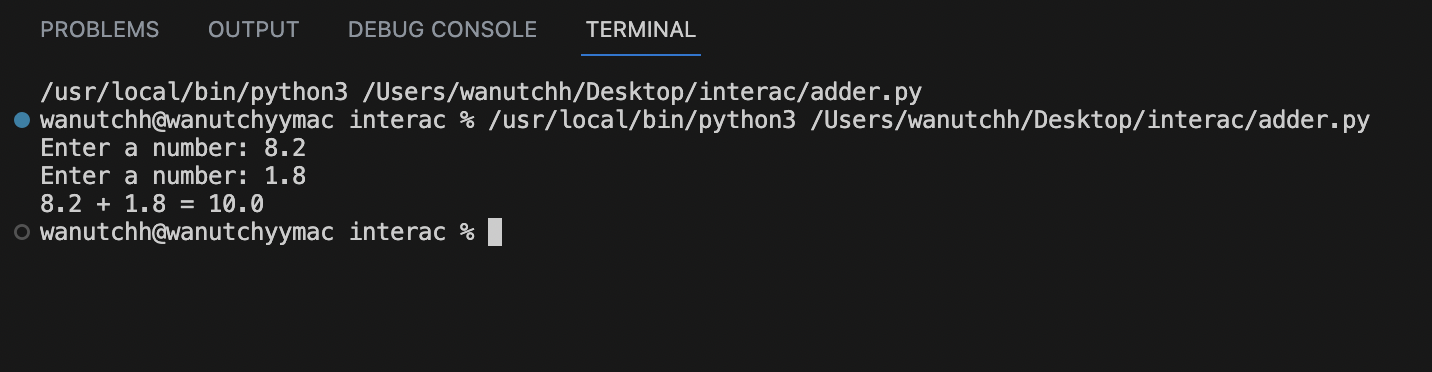 PROBLEMS OUTPUT DEBUG CONSOLE TERMINAL
/usr/local/bin/python3 /Users/wanutchh/Desktop/interac/adder.py
wanutchh@wanutchyymac interac % /usr/local/bin/python3 /Users/wanutchh/Desktop/interac/adder.py
Enter a number: 8.2
Enter a number: 1.8
8.2 + 1.8 = 10.0
wanutchh@wanutchyymac interac %